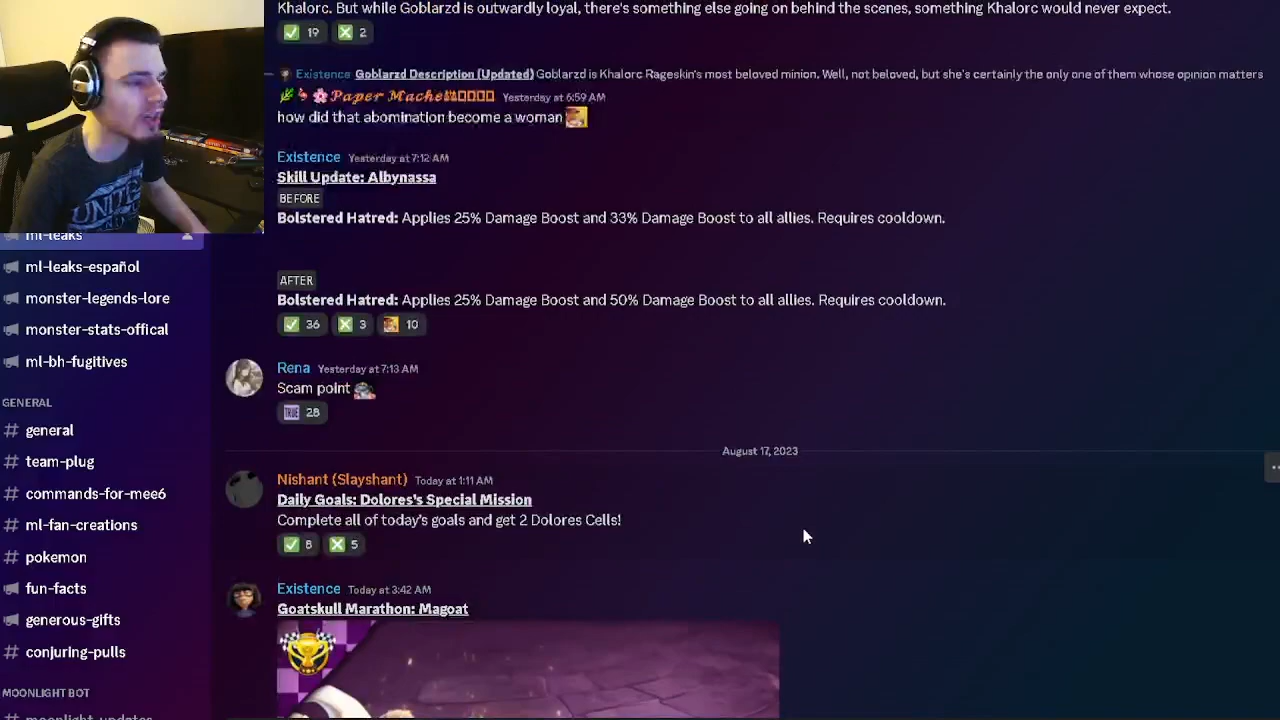 Khalorc. But while Goblarzd is outwardly loyal, there's something else going on behind the scenes, something Khalorc would never expect.
19 2
Existence Goblarzd Description (Updated) Goblarzd is Khalorc Rageskin's most beloved minion. Well, not beloved, but she's certainly the only one of them whose opinion matters
Paper Mache Yesterday at 6:59 AM
how did that abomination become a woman
Existence Yesterday at 7:12 AM
Skill Update: Albynassa
BEFORE
Bolstered Hatred: Applies 25% Damage Boost and 33% Damage Boost to all allies. Requires cooldown.
AFTER
Bolstered Hatred: Applies 25% Damage Boost and 50% Damage Boost to all allies. Requires cooldown.
36 3 10
Rena Yesterday at 7:13 AM
Scam point
TRUE 28
August 17, 2023
Nishant (Slayshant) Today at 1:11 AM
Daily Goals: Dolores's Special Mission
Complete all of today's goals and get 2 Dolores Cells!
8 5
Existence Today at 3:42 AM
Goatskull Marathon: Magoat
ml-leaks
ml-leaks-español
monster-legends-lore
monster-stats-offical
ml-bh-fugitives
GENERAL
general
team-plug
commands-for-mee6
ml-fan-creations
pokemon
fun-facts
generous-gifts
conjuring-pulls
MOONLIGHT BOT
moonlight-updates
UNITED